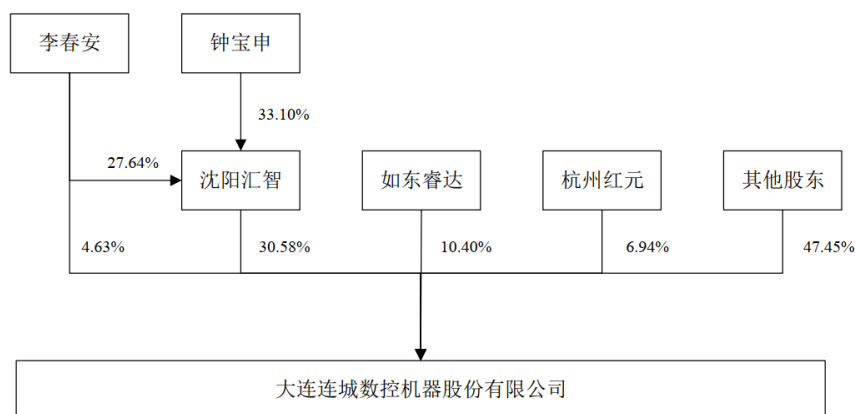 李春安
钟宝申
33.10%
27.64%
沈阳汇智
如东睿达
杭州红元
其他股东
4.63%
30.58%
10.40%
6.94%
47.45%
大连连城数控机器股份有限公司